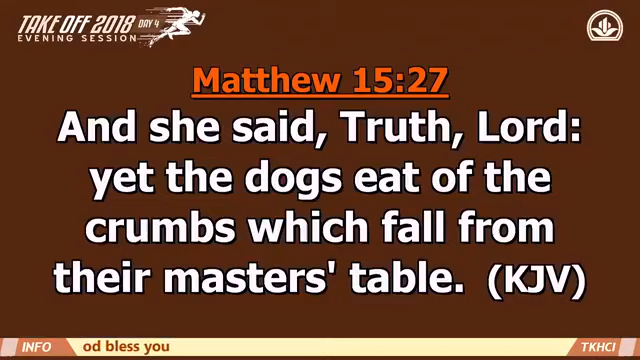 TAKE OFF 2018 DAY 4
EVENING SESSION
Matthew 15:27
And she said, Truth, Lord:
yet the dogs eat of the
crumbs which fall from
their masters' table. (KJV)
INFO od bless you TKHCI